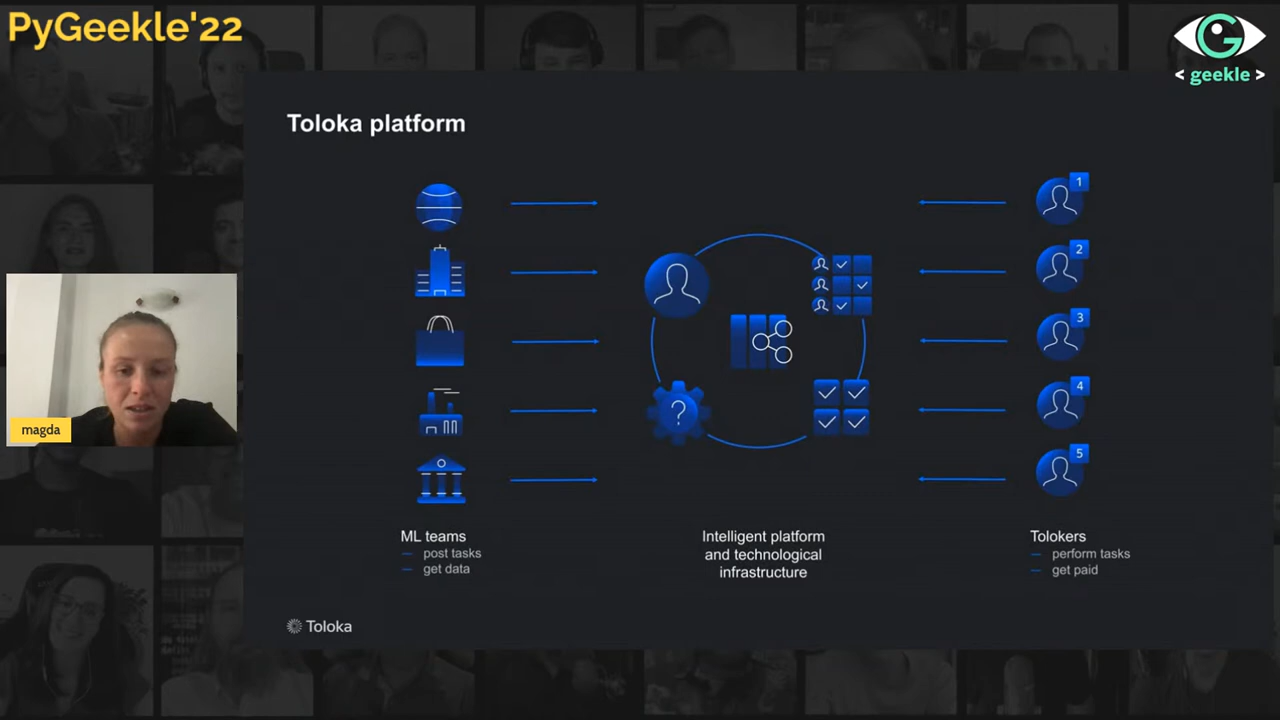 PyGeekle'22
< geekle >
Toloka platform
1
2
3
4
5
?
magda
ML teams
— post tasks
— get data
Intelligent platform
and technological
infrastructure
Tolokers
— perform tasks
— get paid
Toloka